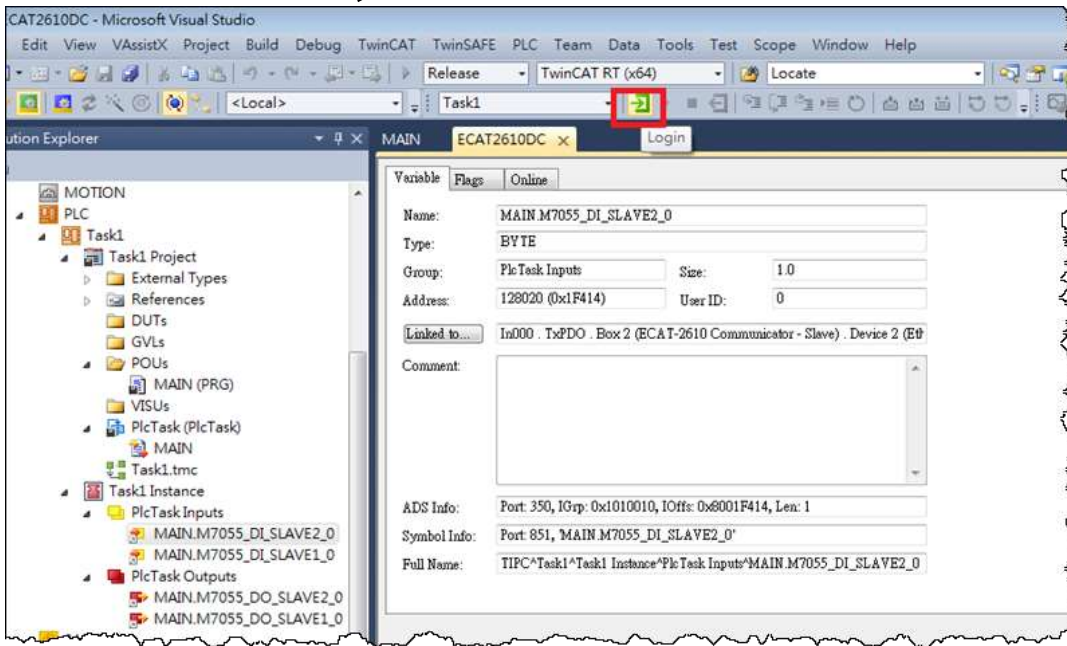 CAT2610DC - Microsoft Visual Studio
Edit View VAssistX Project Build Debug TwinCAT TwinSAFE PLC Team Data Tools Test Scope Window Help
Release TwinCAT RT (x64) Locate
<Local> Task1
ution Explorer MAIN ECAT2610DC Login
Variable Flags Online
MOTION
PLC
Task1
Task1 Project
External Types
References
DUTs
GVLs
POUs
MAIN (PRG)
VISUs
PlcTask (PlcTask)
MAIN
Task1.tmc
Task1 Instance
PlcTask Inputs
MAIN.M7055_DI_SLAVE2_0
MAIN.M7055_DI_SLAVE1_0
PlcTask Outputs
MAIN.M7055_DO_SLAVE2_0
MAIN.M7055_DO_SLAVE1_0
Name: MAIN.M7055_DI_SLAVE2_0
Type: BYTE
Group: PlcTask Inputs Size: 1.0
Address: 128020 (0x1F414) User ID: 0
Linked to... In000 . TxPDO . Box 2 (ECAT-2610 Communicator - Slave) . Device 2 (Eth
Comment:
ADS Info: Port: 350, IGrp: 0x1010010, IOffs: 0x8001F414, Len: 1
Symbol Info: Port: 851, 'MAIN.M7055_DI_SLAVE2_0'
Full Name: TIPC^Task1^Task1 Instance^PlcTask Inputs^MAIN.M7055_DI_SLAVE2_0